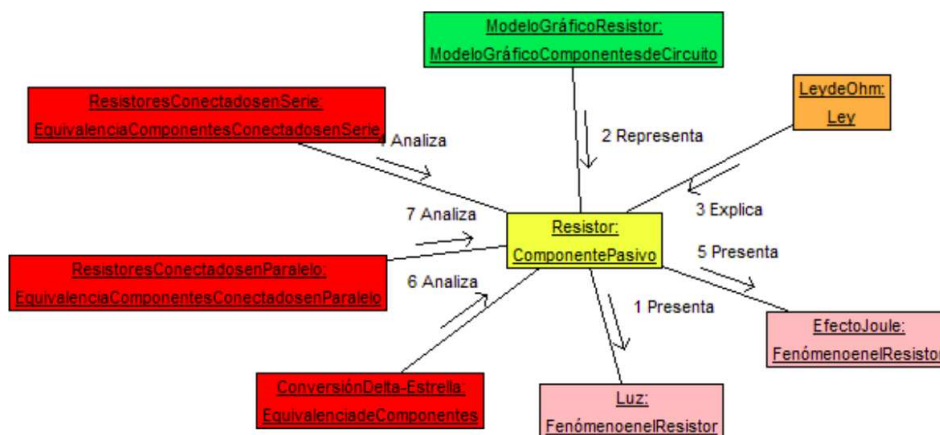 ModeloGráficoResistor:
ModeloGráficoComponentesdeCircuito
LeydeOhm:
Ley
ResistoresConectadosenSerie:
EquivalenciaComponentesConectadosenSerie
Analiza
2 Representa
3 Explica
7 Analiza
Resistor:
ComponentePasivo
5 Presenta
ResistoresConectadosenParalelo:
EquivalenciaComponentesConectadosenParalelo
6 Analiza
1 Presenta
EfectoJoule:
FenómenoenelResistor
ConversiónDelta-Estrella:
EquivalenciadeComponentes
Luz:
FenómenoenelResistor